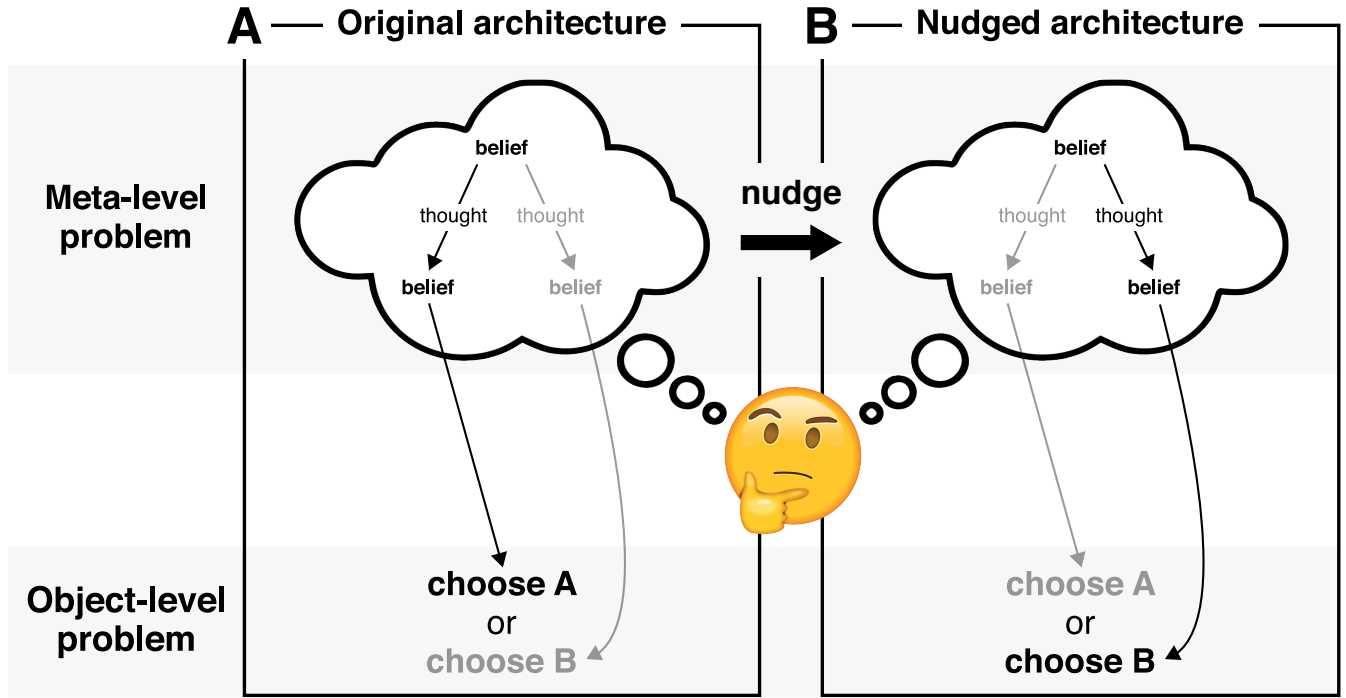 A Original architecture
B Nudged architecture
Meta-level
problem
belief
thought thought
belief belief
nudge
belief
thought thought
belief belief
Object-level
problem
choose A
or
choose B
choose A
or
choose B